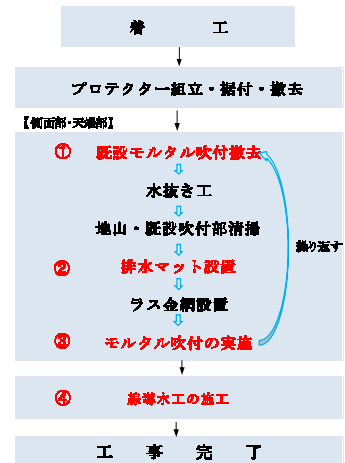 着　　　工
プロテクター組立・据付・撤去
【側面部・天端部】
① 既設モルタル吹付撤去
水抜き工
地山・既設吹付部清掃
② 排水マット設置
ラス金網設置
③ モルタル吹付の実施
繰り返す
④ 線導水工の施工
工　事　完　了